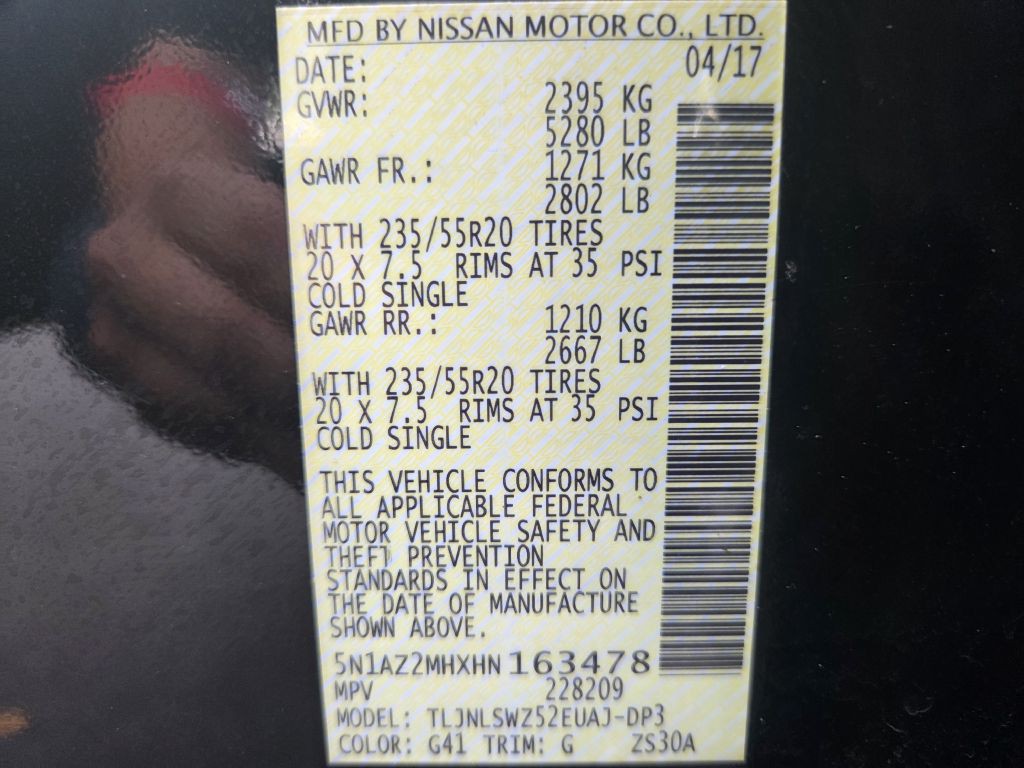 MFD BY NISSAN MOTOR CO., LTD.
DATE: 04/17
GVWR: 2395 KG
5280 LB
GAWR FR.: 1271 KG
2802 LB
WITH 235/55R20 TIRES
20 X 7.5 RIMS AT 35 PSI
COLD SINGLE
GAWR RR.: 1210 KG
2667 LB
WITH 235/55R20 TIRES
20 X 7.5 RIMS AT 35 PSI
COLD SINGLE
THIS VEHICLE CONFORMS TO
ALL APPLICABLE FEDERAL
MOTOR VEHICLE SAFETY AND
THEFT PREVENTION
STANDARDS IN EFFECT ON
THE DATE OF MANUFACTURE
SHOWN ABOVE.
5N1AZ2MHXHN 163478
MPV 228209
MODEL: TLJNLSWZ52EUAJ-DP3
COLOR: G41 TRIM: G ZS30A